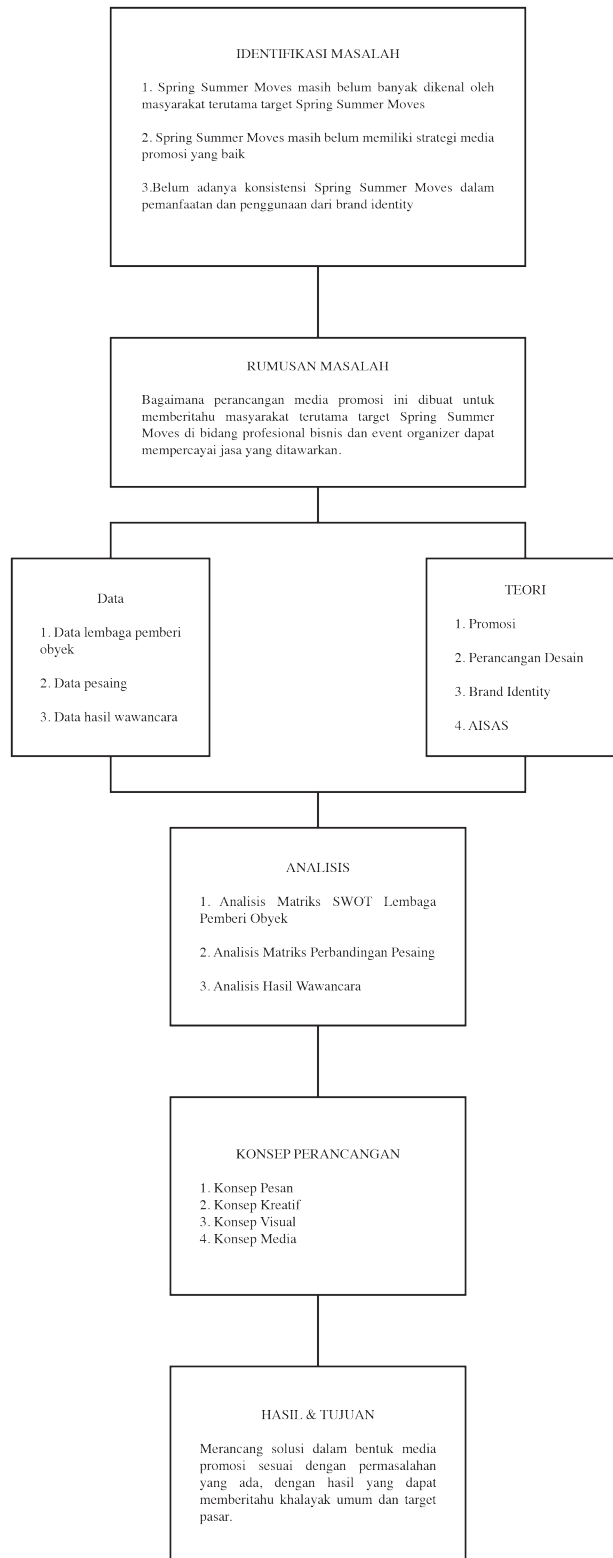 IDENTIFIKASI MASALAH
1. Spring Summer Moves masih belum banyak dikenal oleh
masyarakat terutama target Spring Summer Moves
2. Spring Summer Moves masih belum memiliki strategi media
promosi yang baik
3.Belum adanya konsistensi Spring Summer Moves dalam
pemanfaatan dan penggunaan dari brand identity
RUMUSAN MASALAH
Bagaimana perancangan media promosi ini dibuat untuk
memberitahu masyarakat terutama target Spring Summer
Moves di bidang profesional bisnis dan event organizer dapat
mempercayai jasa yang ditawarkan.
Data
1. Data lembaga pemberi
obyek
2. Data pesaing
3. Data hasil wawancara
TEORI
1. Promosi
2. Perancangan Desain
3. Brand Identity
4. AISAS
ANALISIS
1. Analisis Matriks SWOT Lembaga
Pemberi Obyek
2. Analisis Matriks Perbandingan Pesaing
3. Analisis Hasil Wawancara
KONSEP PERANCANGAN
1. Konsep Pesan
2. Konsep Kreatif
3. Konsep Visual
4. Konsep Media
HASIL & TUJUAN
Merancang solusi dalam bentuk media
promosi sesuai dengan permasalahan
yang ada, dengan hasil yang dapat
memberitahu khalayak umum dan target
pasar.